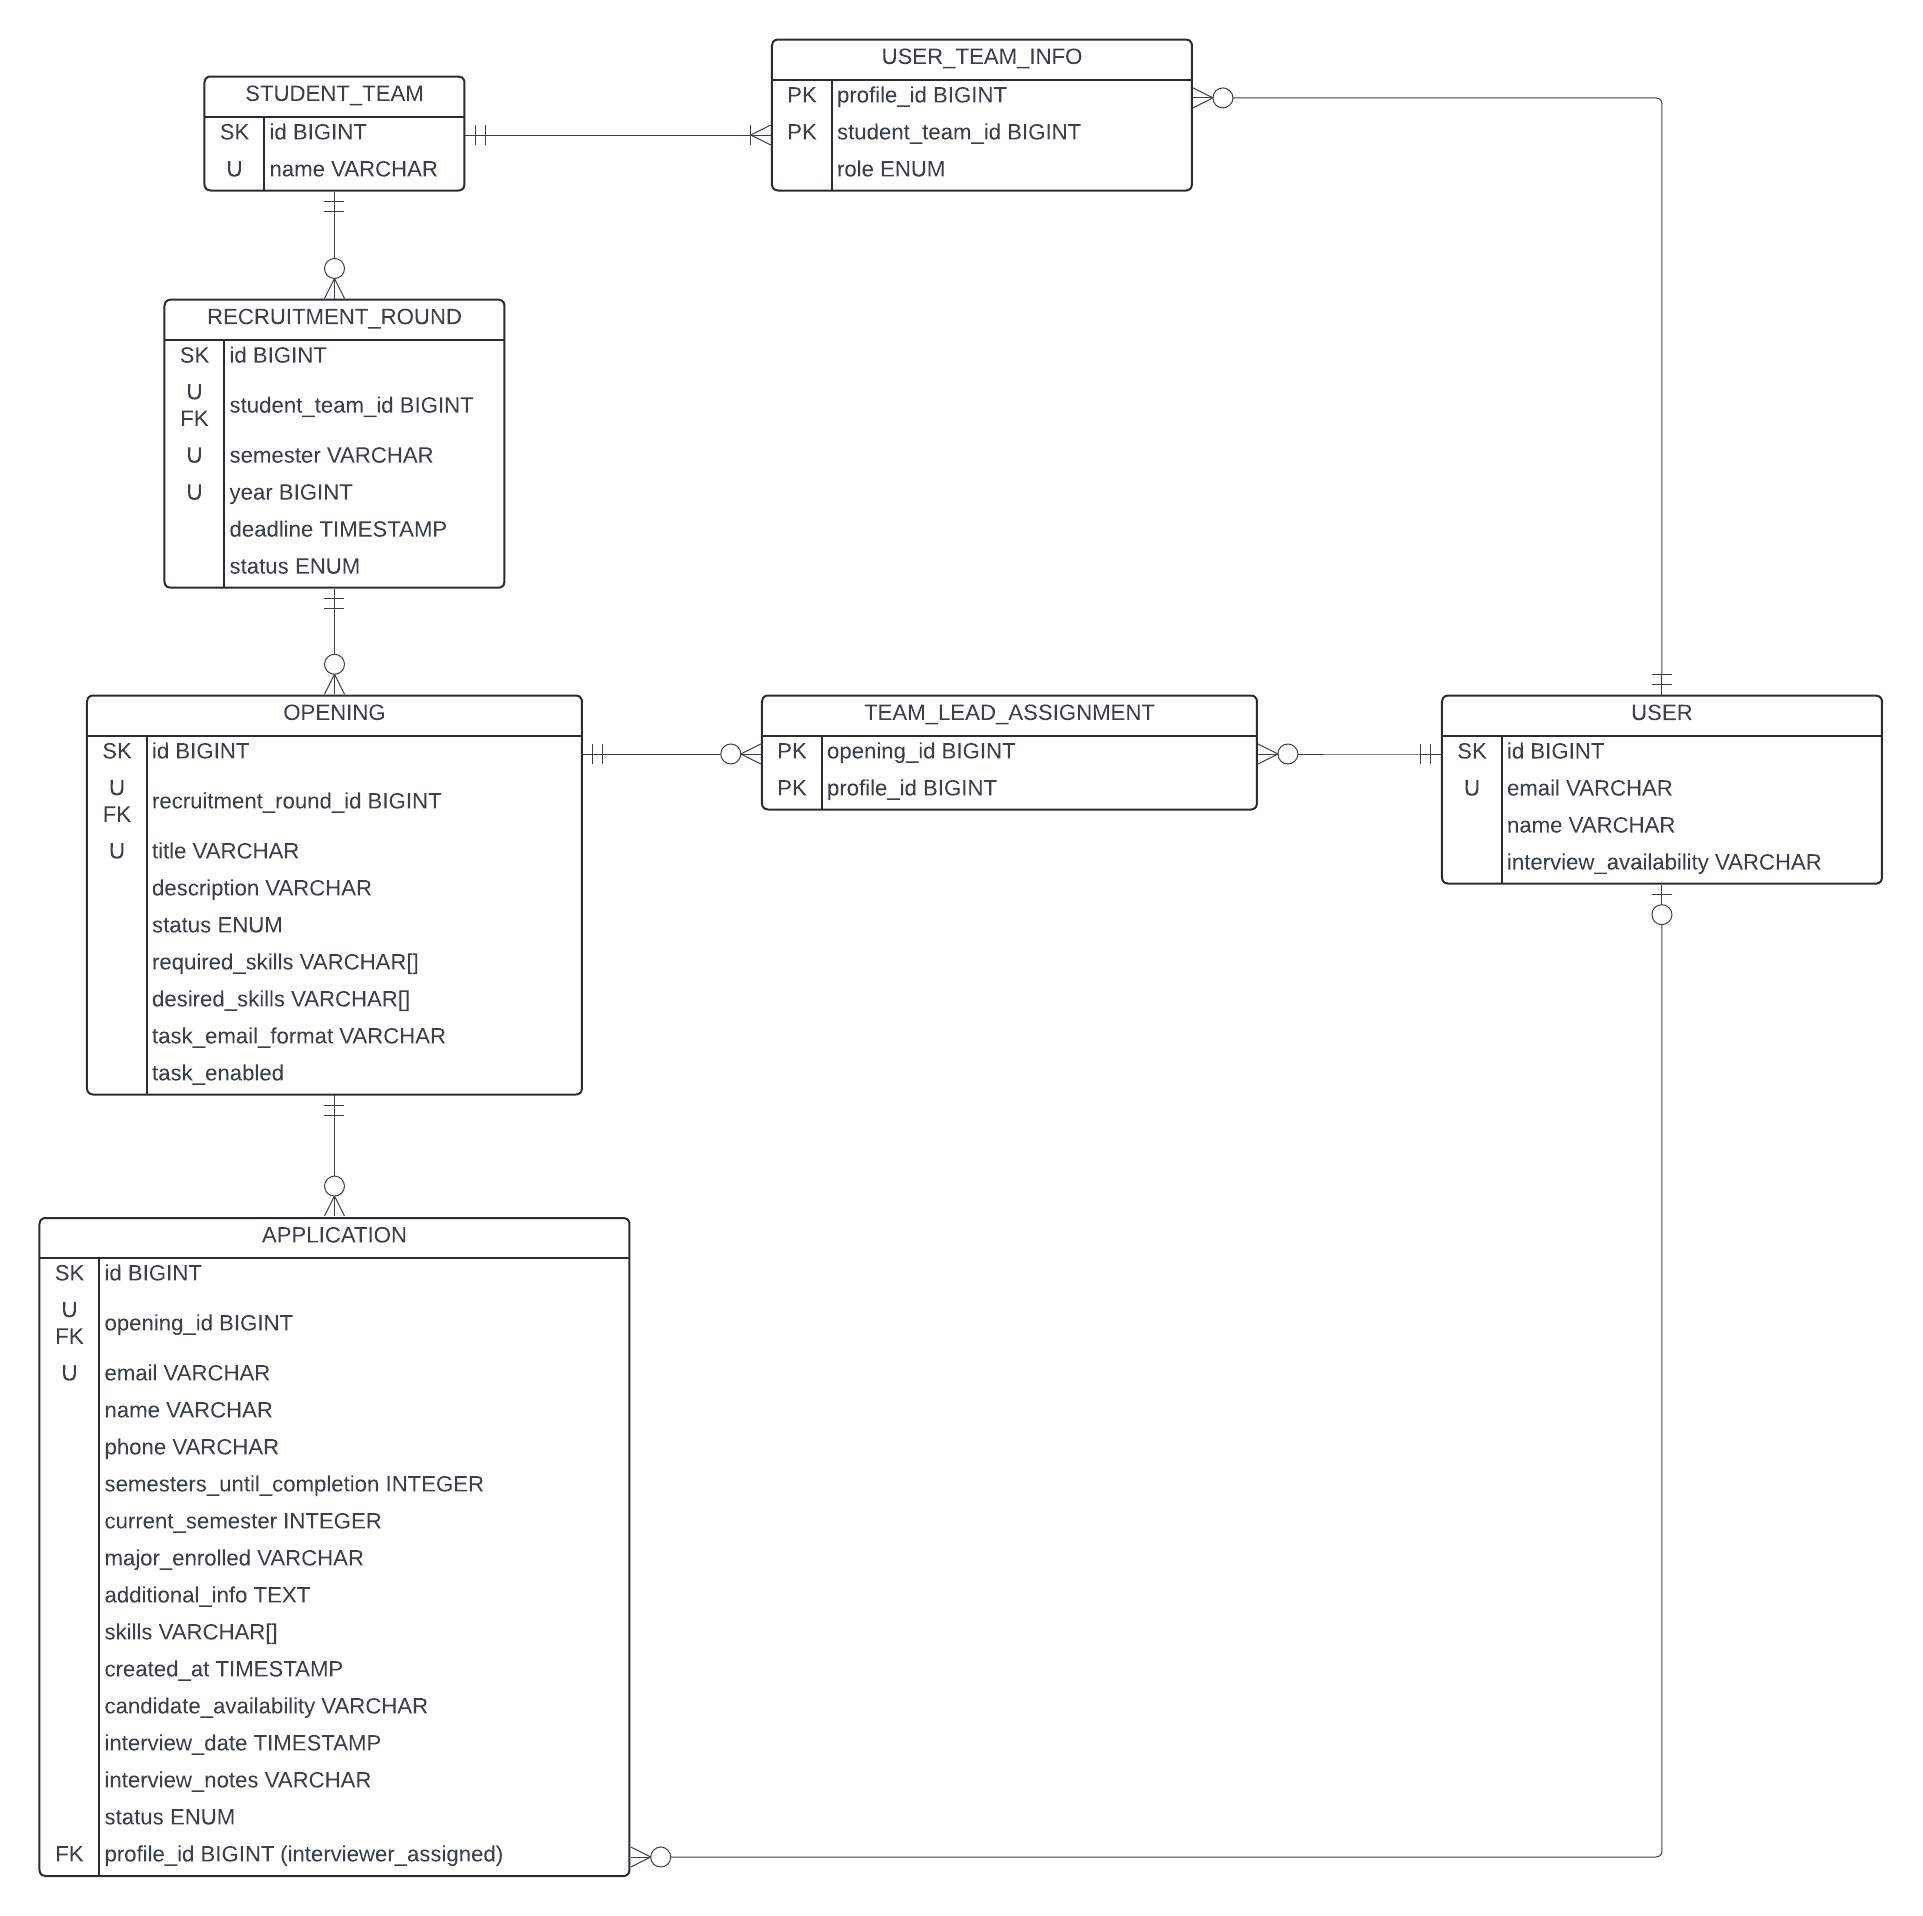 USER_TEAM_INFO
PK profile_id BIGINT
PK student_team_id BIGINT
role ENUM
STUDENT_TEAM
SK id BIGINT
U name VARCHAR
RECRUITMENT_ROUND
SK id BIGINT
U
FK
student_team_id BIGINT
U semester VARCHAR
U year BIGINT
deadline TIMESTAMP
status ENUM
OPENING
SK id BIGINT
U
FK
recruitment_round_id BIGINT
U title VARCHAR
description VARCHAR
status ENUM
required_skills VARCHAR[]
desired_skills VARCHAR[]
task_email_format VARCHAR
task_enabled
TEAM_LEAD_ASSIGNMENT
PK opening_id BIGINT
PK profile_id BIGINT
USER
SK id BIGINT
U email VARCHAR
name VARCHAR
interview_availability VARCHAR
APPLICATION
SK id BIGINT
U
FK
opening_id BIGINT
U email VARCHAR
name VARCHAR
phone VARCHAR
semesters_until_completion INTEGER
current_semester INTEGER
major_enrolled VARCHAR
additional_info TEXT
skills VARCHAR[]
created_at TIMESTAMP
candidate_availability VARCHAR
interview_date TIMESTAMP
interview_notes VARCHAR
status ENUM
FK profile_id BIGINT (interviewer_assigned)